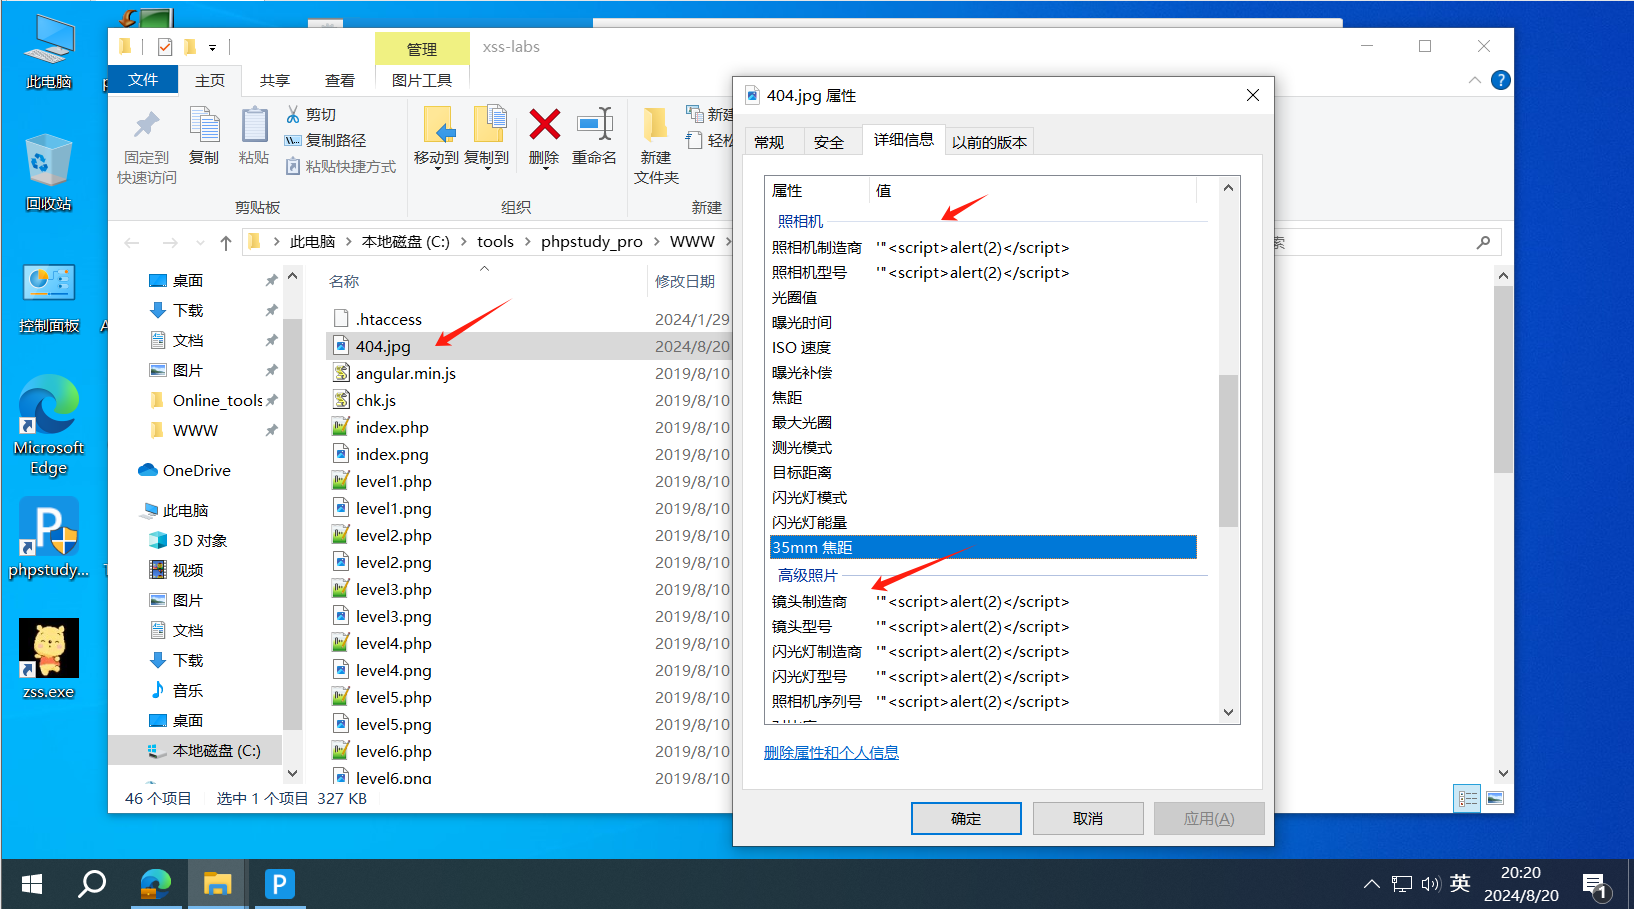 此电脑
回收站
控制面板
Microsoft
Edge
phpstudy...
zss.exe
管理
xss-labs
文件
主页
共享
查看
图片工具
固定到
快速访问
复制
粘贴
剪切
复制路径
粘贴快捷方式
剪贴板
移动到
复制到
删除
重命名
组织
新建
文件夹
新建
轻松
新建
此电脑 > 本地磁盘 (C:) > tools > phpstudy_pro > WWW >
索
桌面
下载
文档
图片
Online_tools
WWW
OneDrive
此电脑
3D 对象
视频
图片
文档
下载
音乐
桌面
本地磁盘 (C:)
名称
修改日期
.htaccess 2024/1/29
404.jpg 2024/8/20
angular.min.js 2019/8/10
chk.js 2019/8/10
index.php 2019/8/10
index.png 2019/8/10
level1.php 2019/8/10
level1.png 2019/8/10
level2.php 2019/8/10
level2.png 2019/8/10
level3.php 2019/8/10
level3.png 2019/8/10
level4.php 2019/8/10
level4.png 2019/8/10
level5.php 2019/8/10
level5.png 2019/8/10
level6.php 2019/8/10
level6.png 2019/8/10
46 个项目 选中 1 个项目 327 KB
404.jpg 属性
常规
安全
详细信息
以前的版本
属性 值
照相机
照相机制造商 '"<script>alert(2)</script>
照相机型号 '"<script>alert(2)</script>
光圈值
曝光时间
ISO 速度
曝光补偿
焦距
最大光圈
测光模式
目标距离
闪光灯模式
闪光灯能量
35mm 焦距
高级照片
镜头制造商 '"<script>alert(2)</script>
镜头型号 '"<script>alert(2)</script>
闪光灯制造商 '"<script>alert(2)</script>
闪光灯型号 '"<script>alert(2)</script>
照相机序列号 '"<script>alert(2)</script>
删除属性和个人信息
确定
取消
应用(A)
英
20:20
2024/8/20
1